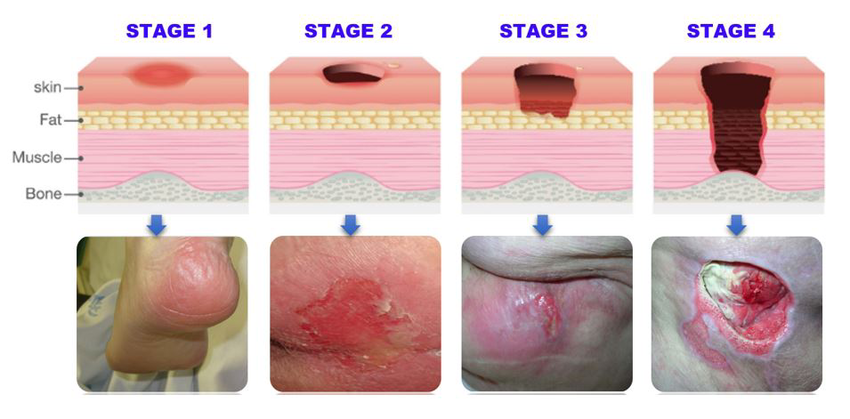 STAGE 1
STAGE 2
STAGE 3
STAGE 4
skin
Fat
Muscle
Bone